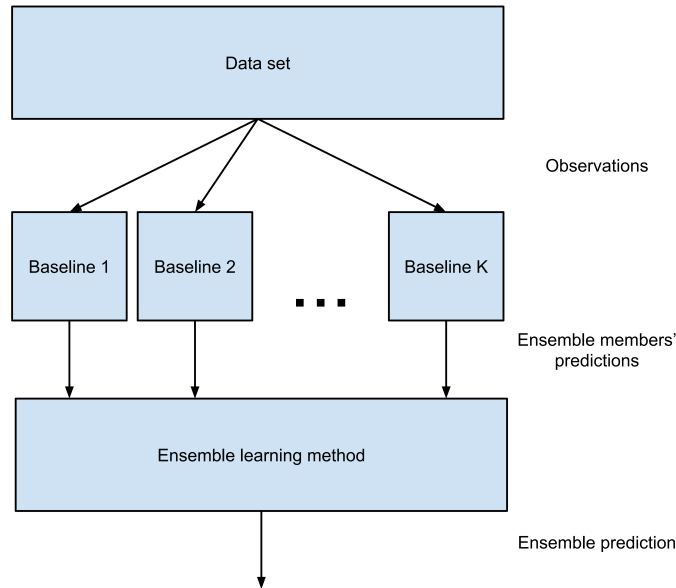 Data set
Observations
Baseline 1
Baseline 2
Baseline K
Ensemble members’
predictions
Ensemble learning method
Ensemble prediction